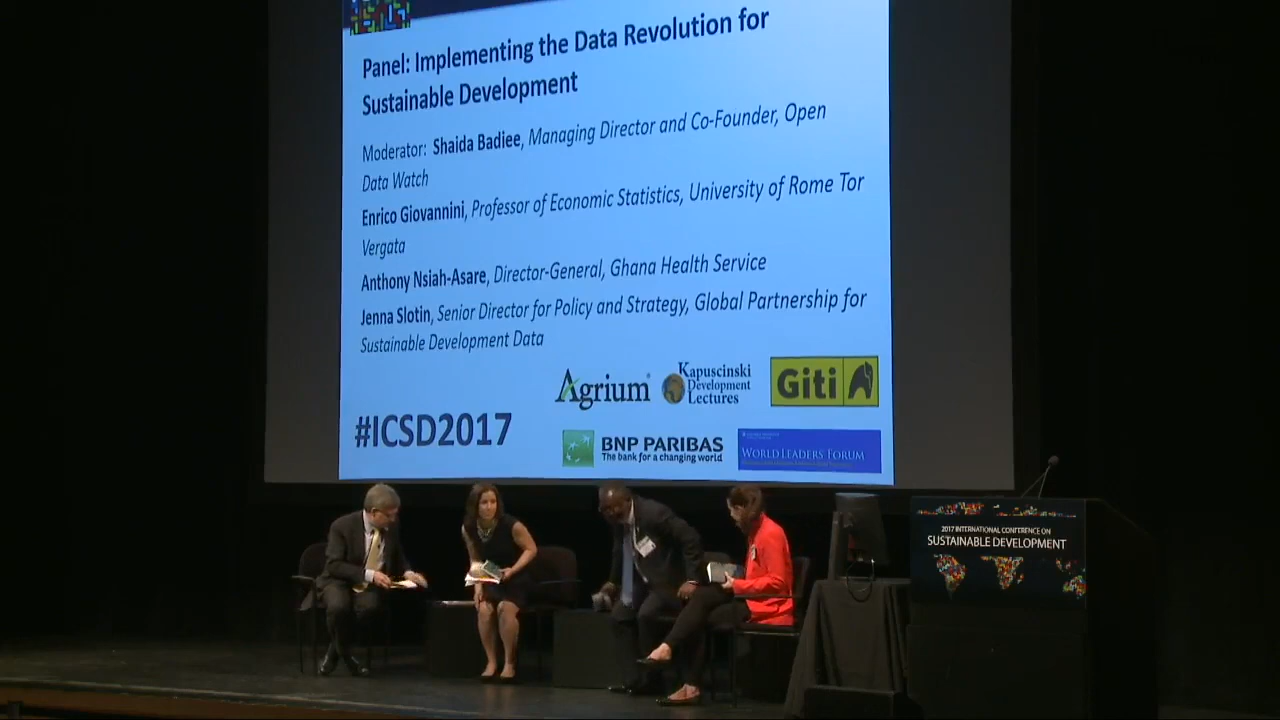 Panel: Implementing the Data Revolution for
Sustainable Development
Moderator: Shaida Badiee, Managing Director and Co-Founder, Open
Data Watch
Enrico Giovannini, Professor of Economic Statistics, University of Rome Tor
Vergata
Anthony Nsiah-Asare, Director-General, Ghana Health Service
Jenna Slotin, Senior Director for Policy and Strategy, Global Partnership for
Sustainable Development Data
Agrium
Kapuscinski
Development
Lectures
Giti
#ICSD2017
BNP PARIBAS
The bank for a changing world
WORLD LEADERS FORUM
2017 INTERNATIONAL CONFERENCE ON
SUSTAINABLE DEVELOPMENT